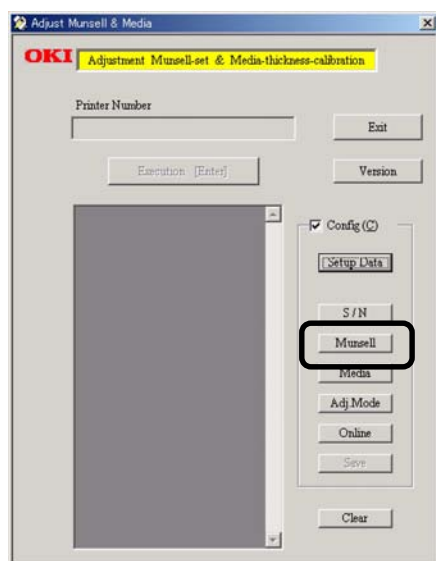 Adjust Munsell & Media
OKI
Adjustment Munsell-set & Media-thickness-calibration
Printer Number
Exit
Execution [Enter]
Version
Config (C)
Setup Data
S / N
Munsell
Media
Adj.Mode
Online
Save
Clear